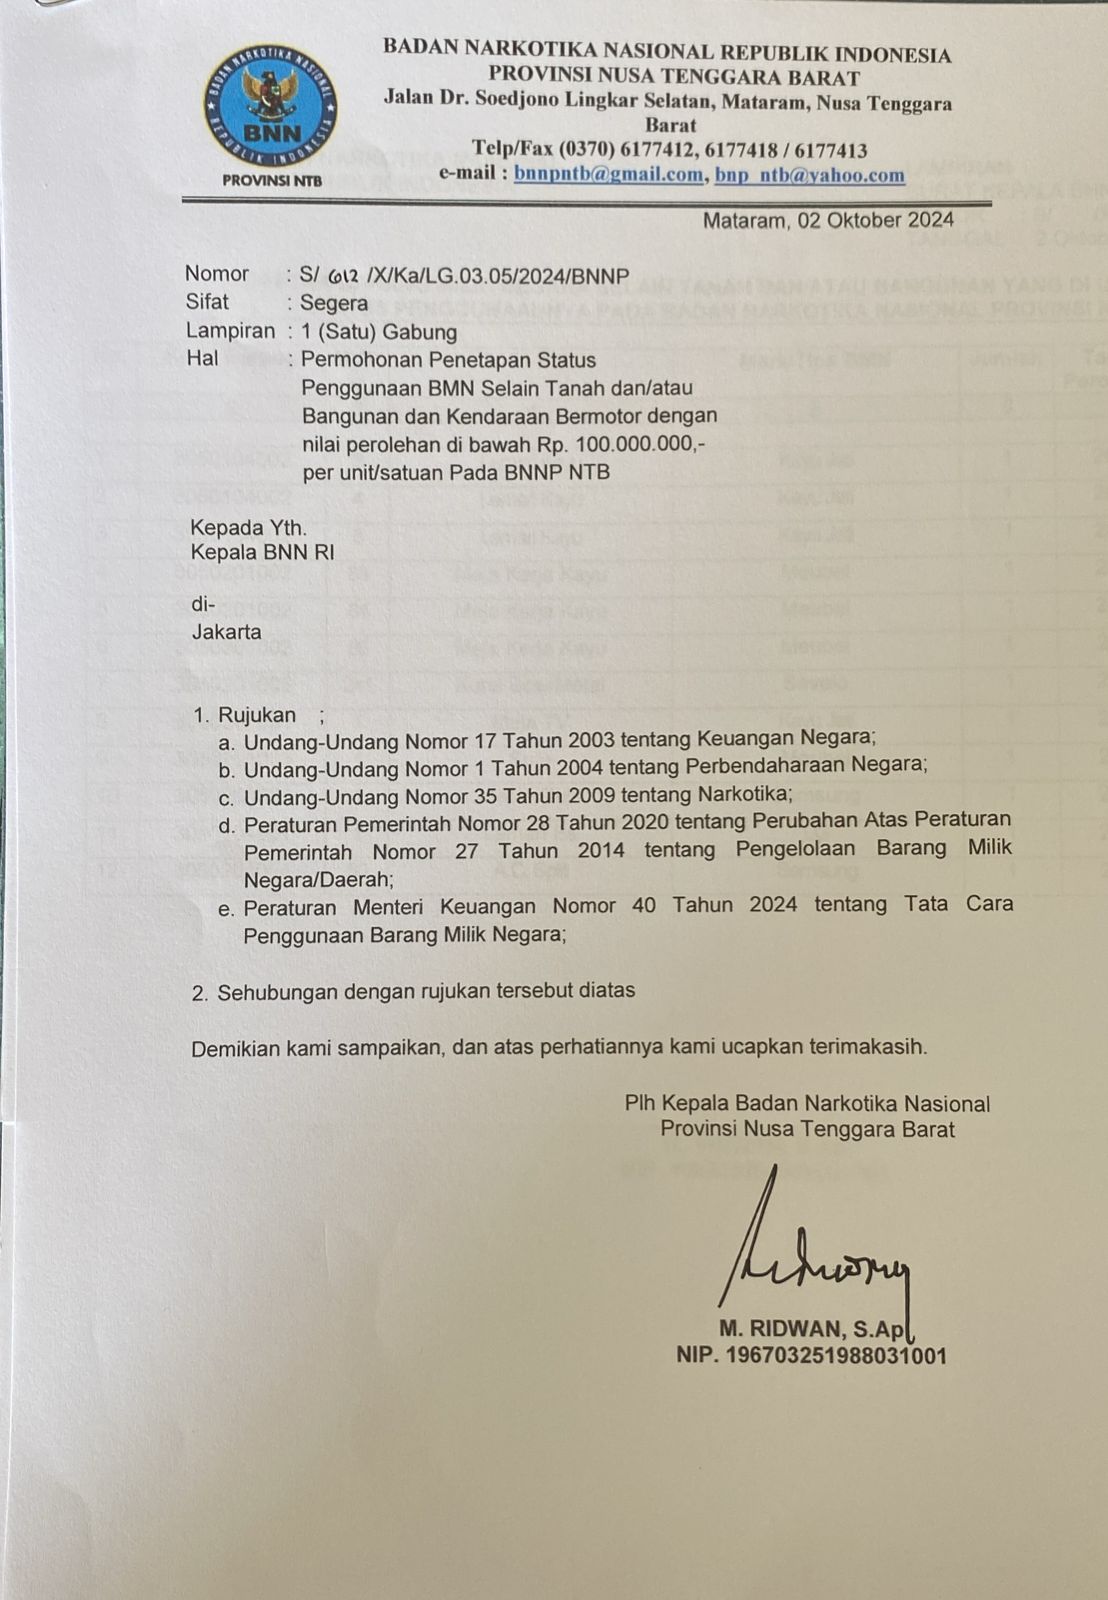 BADAN NARKOTIKA NASIONAL
BNN
REPUBLIK INDONESIA
PROVINSI NTB
BADAN NARKOTIKA NASIONAL REPUBLIK INDONESIA
PROVINSI NUSA TENGGARA BARAT
Jalan Dr. Soedjono Lingkar Selatan, Mataram, Nusa Tenggara
Barat
Telp/Fax (0370) 6177412, 6177418 / 6177413
e-mail : bnnpntb@gmail.com, bnp_ntb@yahoo.com
Mataram, 02 Oktober 2024
Nomor : S/ 612 /X/Ka/LG.03.05/2024/BNNP
Sifat : Segera
Lampiran : 1 (Satu) Gabung
Hal : Permohonan Penetapan Status
Penggunaan BMN Selain Tanah dan/atau
Bangunan dan Kendaraan Bermotor dengan
nilai perolehan di bawah Rp. 100.000.000,-
per unit/satuan Pada BNNP NTB
Kepada Yth.
Kepala BNN RI
di-
Jakarta
1. Rujukan ;
a. Undang-Undang Nomor 17 Tahun 2003 tentang Keuangan Negara;
b. Undang-Undang Nomor 1 Tahun 2004 tentang Perbendaharaan Negara;
c. Undang-Undang Nomor 35 Tahun 2009 tentang Narkotika;
d. Peraturan Pemerintah Nomor 28 Tahun 2020 tentang Perubahan Atas Peraturan
Pemerintah Nomor 27 Tahun 2014 tentang Pengelolaan Barang Milik
Negara/Daerah;
e. Peraturan Menteri Keuangan Nomor 40 Tahun 2024 tentang Tata Cara
Penggunaan Barang Milik Negara;
2. Sehubungan dengan rujukan tersebut diatas
Demikian kami sampaikan, dan atas perhatiannya kami ucapkan terimakasih.
Plh Kepala Badan Narkotika Nasional
Provinsi Nusa Tenggara Barat
M. RIDWAN, S.Ap
NIP. 196703251988031001